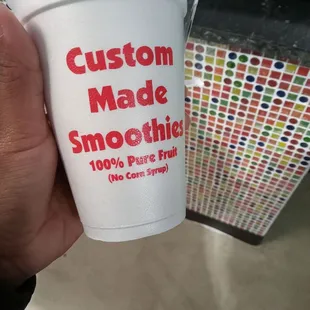 Custom
Made
Smoothies
100% Pure Fruit
(No Corn Syrup)